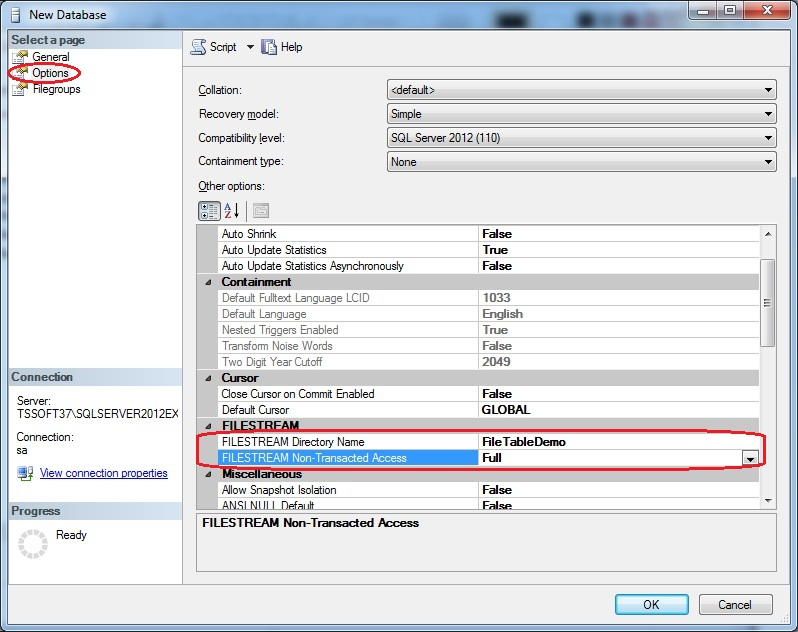 New Database
Select a page
General
Options
Filegroups
Script Help
Collation: <default>
Recovery model: Simple
Compatibility level: SQL Server 2012 (110)
Containment type: None
Other options:
Auto Shrink False
Auto Update Statistics True
Auto Update Statistics Asynchronously False
Containment
Default Fulltext Language LCID 1033
Default Language English
Nested Triggers Enabled True
Transform Noise Words False
Two Digit Year Cutoff 2049
Cursor
Close Cursor on Commit Enabled False
Default Cursor GLOBAL
FILESTREAM
FILESTREAM Directory Name FileTableDemo
FILESTREAM Non-Transacted Access Full
Miscellaneous
Allow Snapshot Isolation False
ANSI NULL Default False
FILESTREAM Non-Transacted Access
Connection
Server:
TSSOFT37\SQLSERVER2012EX
Connection:
sa
View connection properties
Progress
Ready
OK Cancel